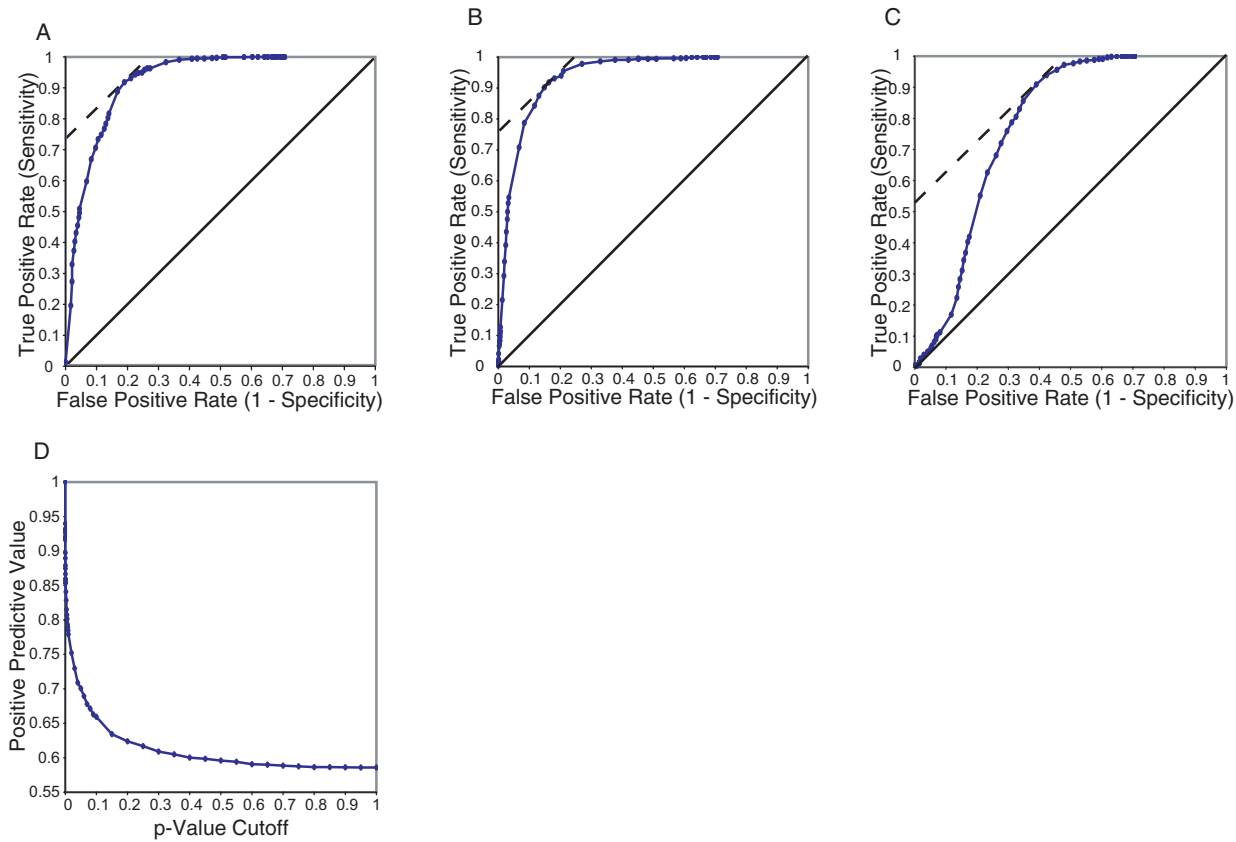 A
True Positive Rate (Sensitivity)
1
0.9
0.8
0.7
0.6
0.5
0.4
0.3
0.2
0.1
0
0 0.1 0.2 0.3 0.4 0.5 0.6 0.7 0.8 0.9 1
False Positive Rate (1 - Specificity)
B
True Positive Rate (Sensitivity)
1
0.9
0.8
0.7
0.6
0.5
0.4
0.3
0.2
0.1
0
0 0.1 0.2 0.3 0.4 0.5 0.6 0.7 0.8 0.9 1
False Positive Rate (1 - Specificity)
C
True Positive Rate (Sensitivity)
1
0.9
0.8
0.7
0.6
0.5
0.4
0.3
0.2
0.1
0
0 0.1 0.2 0.3 0.4 0.5 0.6 0.7 0.8 0.9 1
False Positive Rate (1 - Specificity)
D
Positive Predictive Value
1
0.95
0.9
0.85
0.8
0.75
0.7
0.65
0.6
0.55
0 0.1 0.2 0.3 0.4 0.5 0.6 0.7 0.8 0.9 1
p-Value Cutoff